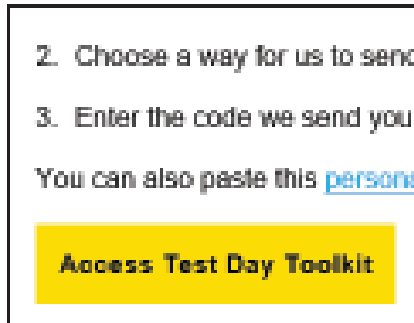 2. Choose a way for us to send
3. Enter the code we send you
You can also paste this persona
Access Test Day Toolkit